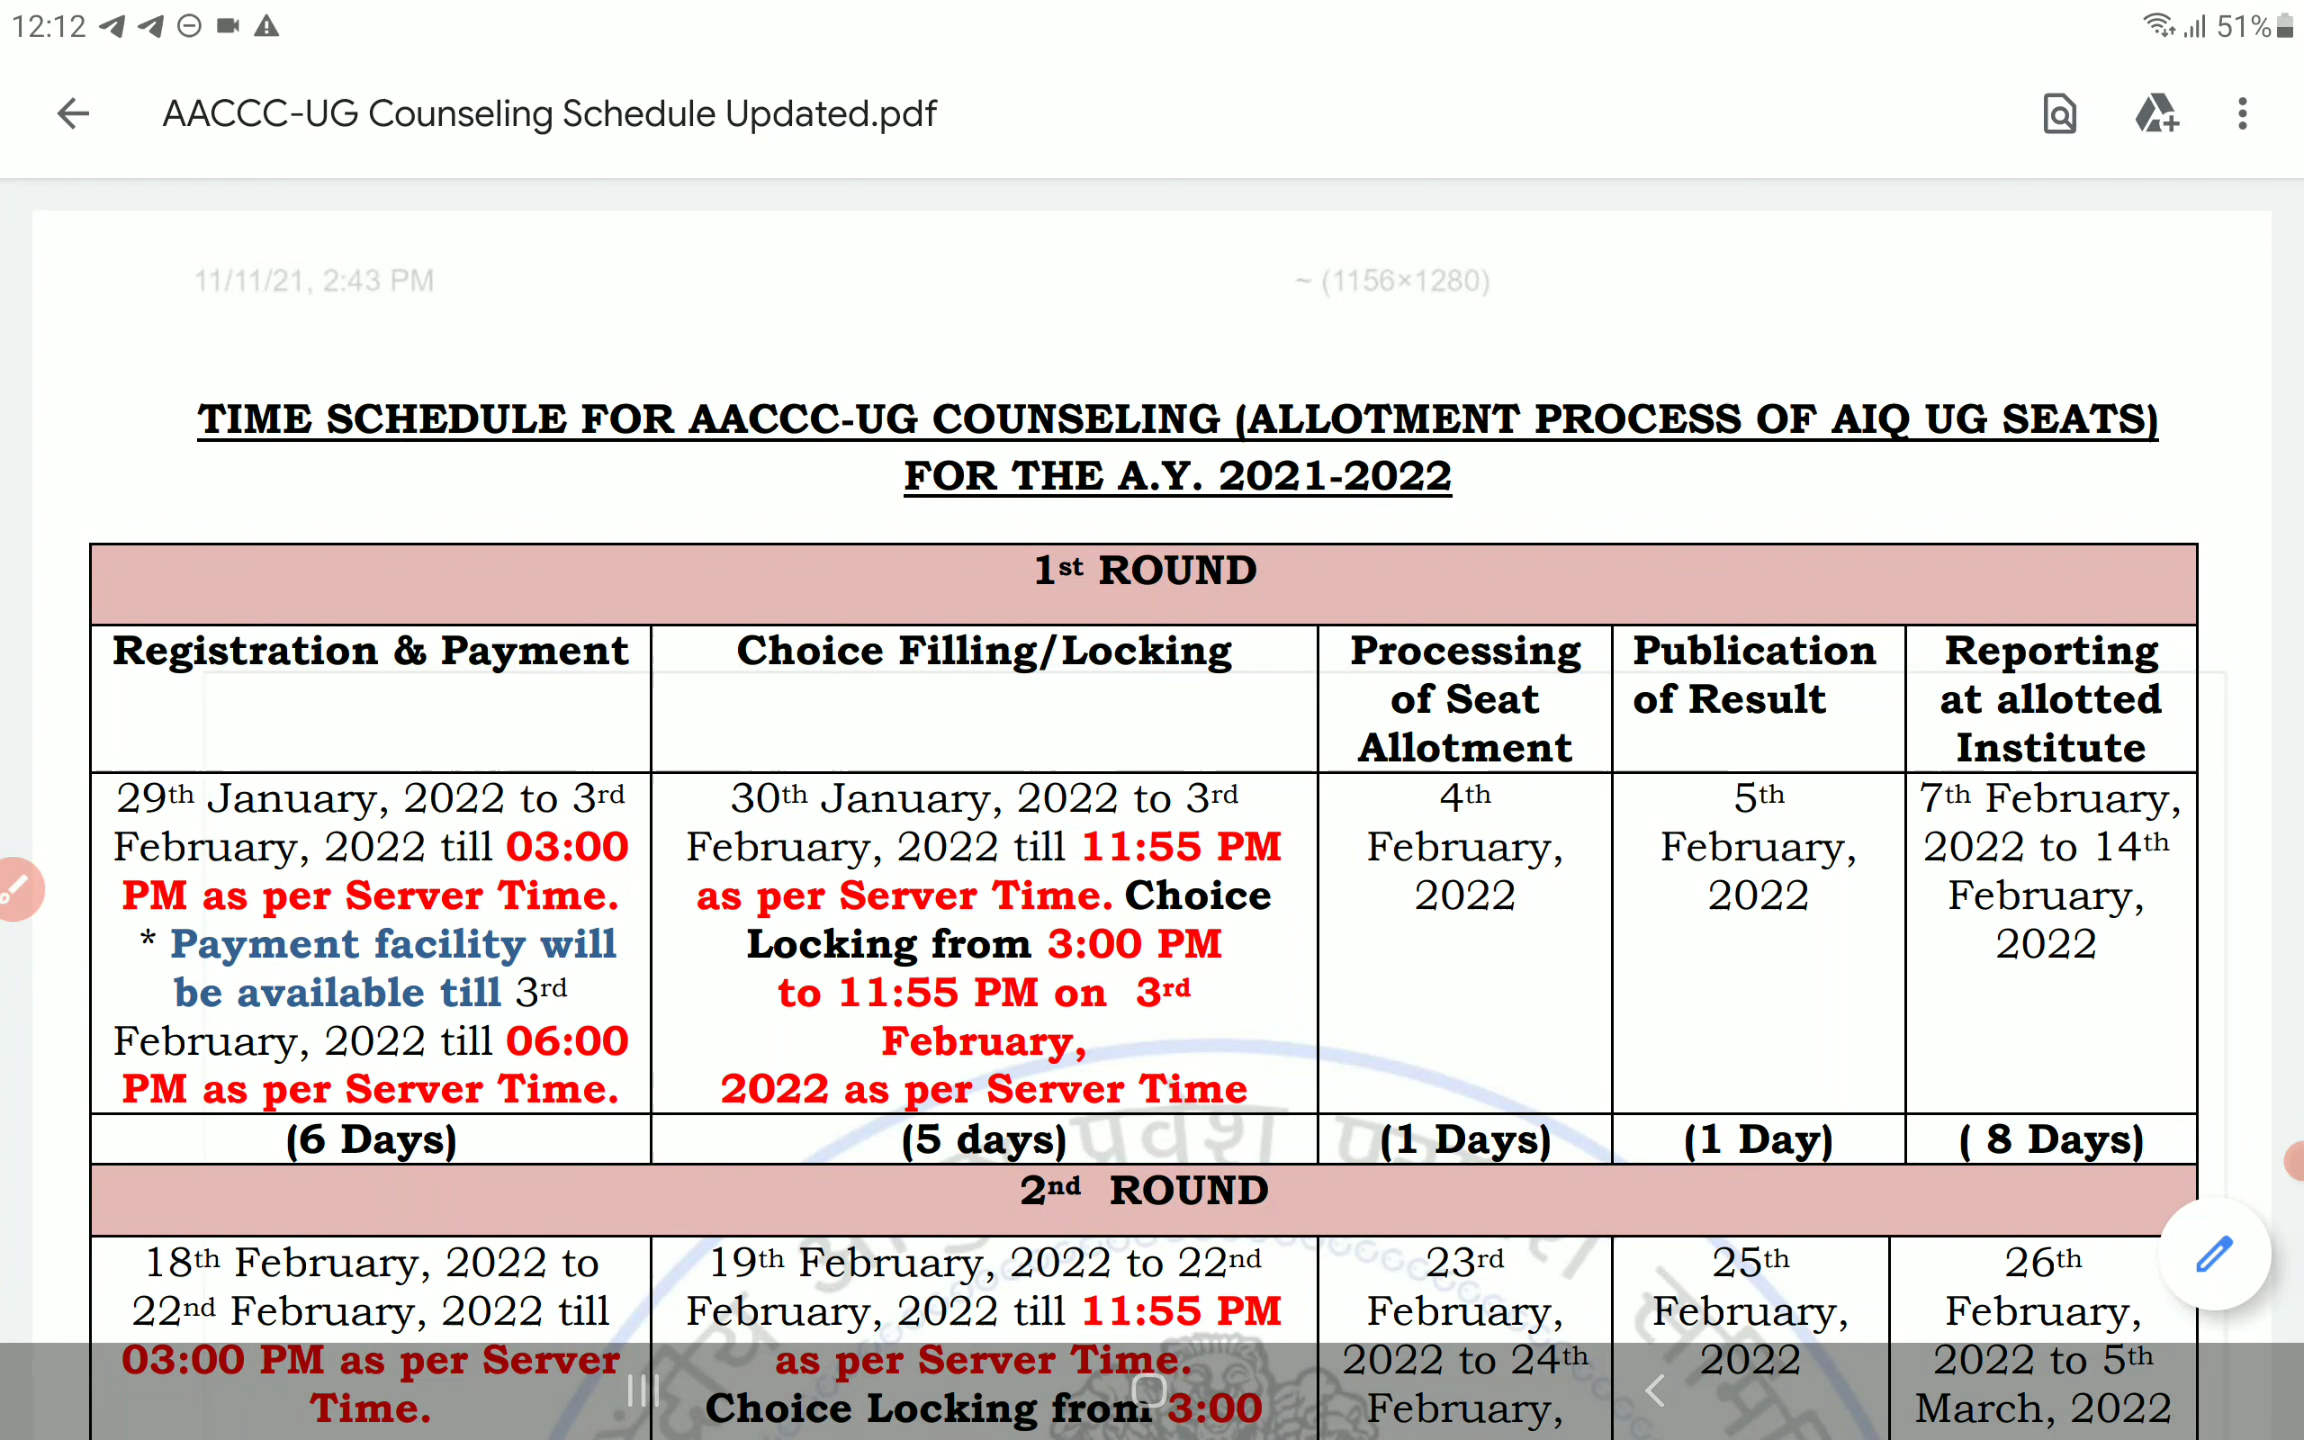 12:12
51%
AACCC-UG Counseling Schedule Updated.pdf
11/11/21, 2:43 PM
~ (1156×1280)
TIME SCHEDULE FOR AACCC-UG COUNSELING (ALLOTMENT PROCESS OF AIQ UG SEATS)
FOR THE A.Y. 2021-2022
1st ROUND
Registration & Payment
Choice Filling/Locking
Processing
of Seat
Allotment
Publication
of Result
Reporting
at allotted
Institute
29th January, 2022 to 3rd
February, 2022 till 03:00
PM as per Server Time.
* Payment facility will
be available till 3rd
February, 2022 till 06:00
PM as per Server Time.
30th January, 2022 to 3rd
February, 2022 till 11:55 PM
as per Server Time. Choice
Locking from 3:00 PM
to 11:55 PM on 3rd
February,
2022 as per Server Time
4th
February,
2022
5th
February,
2022
7th February,
2022 to 14th
February,
2022
(6 Days)
(5 days)
(1 Days)
(1 Day)
( 8 Days)
2nd ROUND
18th February, 2022 to
22nd February, 2022 till
03:00 PM as per Server
Time.
19th February, 2022 to 22nd
February, 2022 till 11:55 PM
as per Server Time.
Choice Locking from 3:00
23rd
February,
2022 to 24th
February,
25th
February,
2022
26th
February,
2022 to 5th
March, 2022